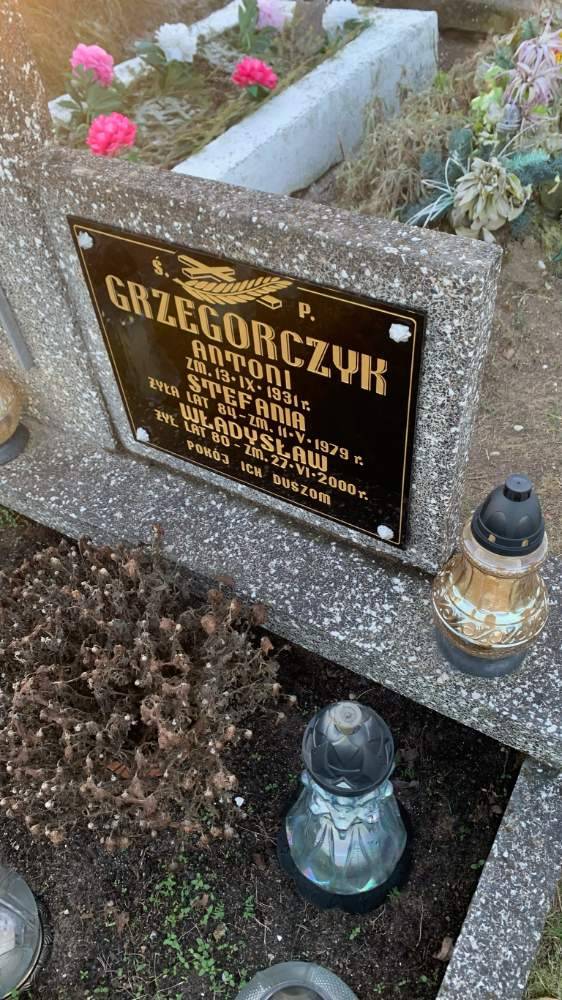 Ś. P.
GRZEGORCZYK
ANTONI
ZM. 13·IX·1931 r.
STEFANIA
ŻYŁA LAT 84 - ZM. 11·V·1979 r.
WŁADYSŁAW
ŻYŁ LAT 80 - ZM. 27·VI·2000 r.
POKÓJ ICH DUSZOM